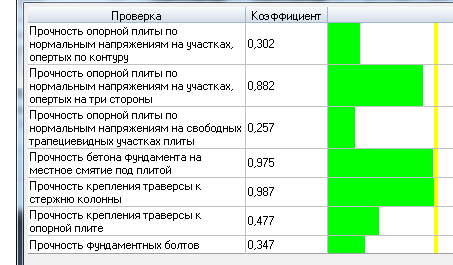 Проверка Коэффициент
Прочность опорной плиты по
нормальным напряжениям на участках, 0,302
опертых по контуру
Прочность опорной плиты по
нормальным напряжениям на участках, 0,882
опертых на три стороны
Прочность опорной плиты по
нормальным напряжениям на свободных 0,257
трапециевидных участках плиты
Прочность бетона фундамента на 0,975
местное смятие под плитой
Прочность крепления траверсы к 0,987
стержню колонны
Прочность крепления траверсы к 0,477
опорной плите
Прочность фундаментных болтов 0,347